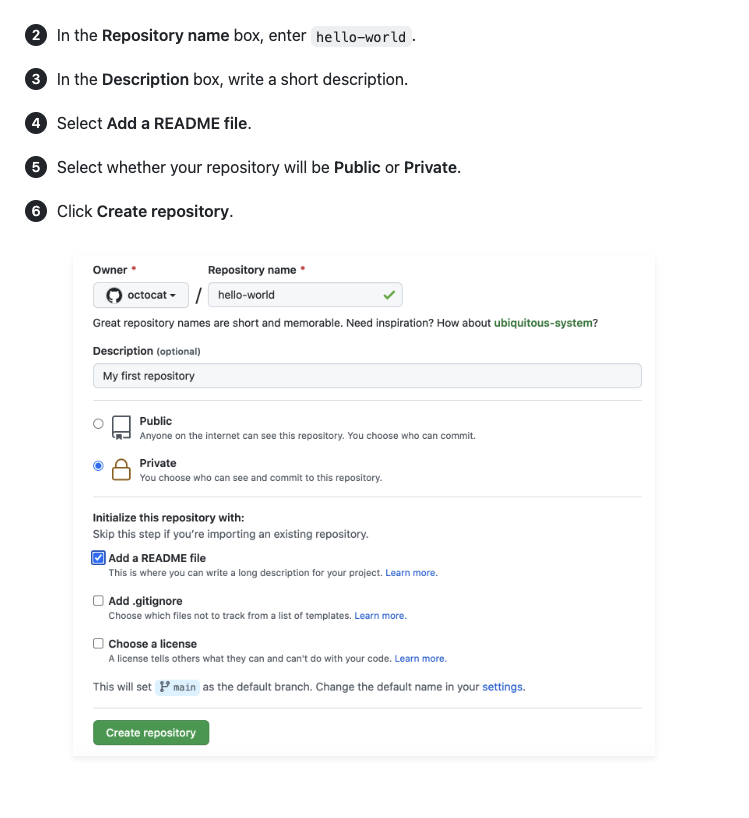 2 In the Repository name box, enter hello-world.
3 In the Description box, write a short description.
4 Select Add a README file.
5 Select whether your repository will be Public or Private.
6 Click Create repository.
Owner * Repository name *
octocat / hello-world
Great repository names are short and memorable. Need inspiration? How about ubiquitous-system?
Description (optional)
My first repository
Public
Anyone on the internet can see this repository. You choose who can commit.
Private
You choose who can see and commit to this repository.
Initialize this repository with:
Skip this step if you're importing an existing repository.
Add a README file
This is where you can write a long description for your project. Learn more.
Add .gitignore
Choose which files not to track from a list of templates. Learn more.
Choose a license
A license tells others what they can and can't do with your code. Learn more.
This will set main as the default branch. Change the default name in your settings.
Create repository